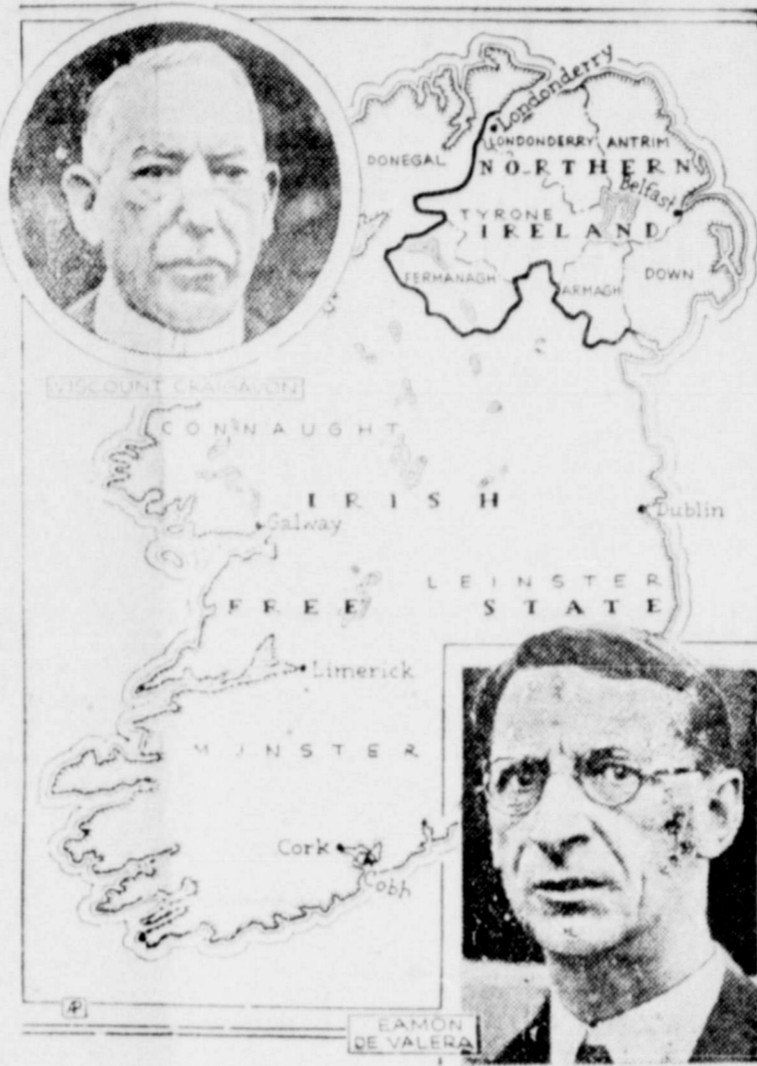 Londonderry
DONEGAL
LONDONDERRY ANTRIM
NORTHERN
Belfast
TYRONE
IRELAND
FERMANAGH
ARMAGH
DOWN
VISCOUNT CRAIGAVON
CONNAUGHT
IRISH
Galway
Dublin
LEINSTER
FREE STATE
Limerick
MUNSTER
Cork
Cobh
AP
EAMON
DE VALERA